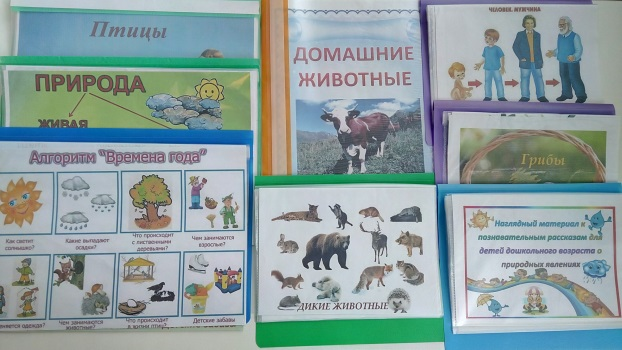 Птицы
ПРИРОДА
ЖИВАЯ
Алгоритм "Времена года"
Как светит
солнышко?
Какие выпадают
осадки?
Что происходит
с лиственными
деревьями?
Чем занимаются
взрослые?
одежда?
Чем занимаются
животные?
Что происходит
в жизни птиц?
Детские забавы
ДОМАШНИЕ
ЖИВОТНЫЕ
ДИКИЕ ЖИВОТНЫЕ
ЧЕЛОВЕК. МУЖЧИНА
Грибы
Наглядный материал к
познавательным рассказам для
детей дошкольного возраста о
природных явлениях